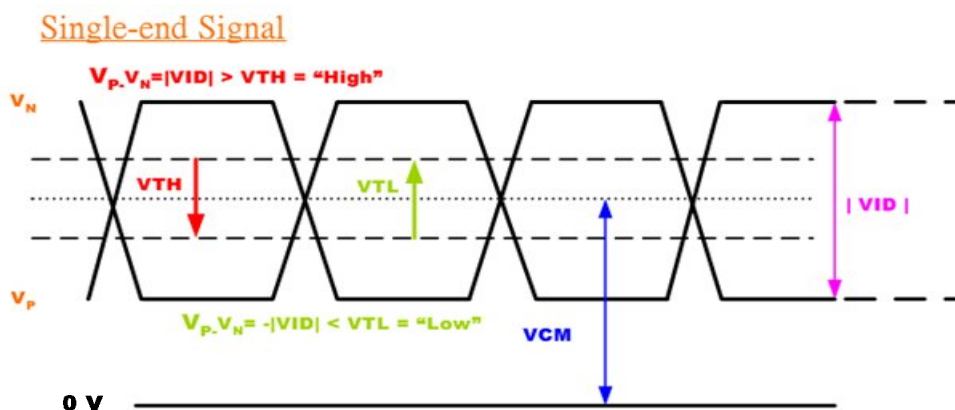 Single-end Signal
VP-VN=|VID| > VTH = “High”
VN
VTH
VTL
| VID |
VP
VP-VN= -|VID| < VTL = “Low”
VCM
0 V